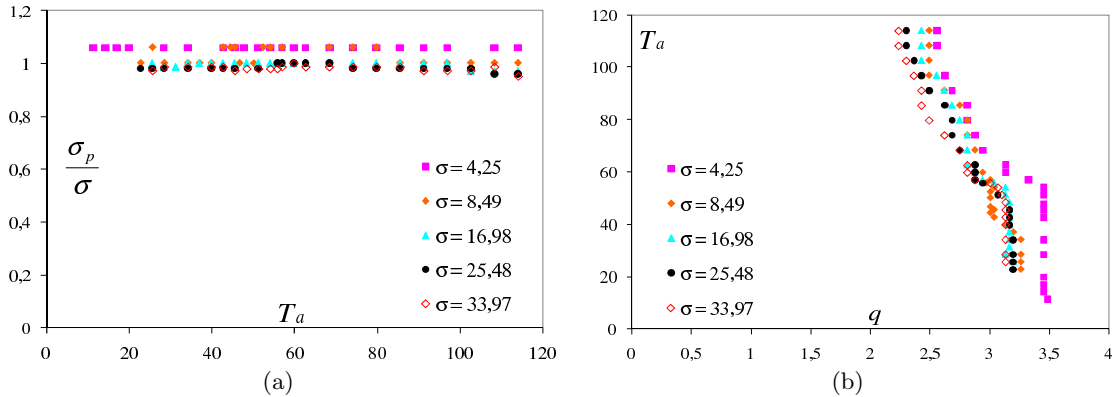 1,2
1
0,8
0,6
0,4
0,2
0
σp
σ
σ= 4,25
σ= 8,49
σ= 16,98
σ= 25,48
σ= 33,97
Ta
0 20 40 60 80 100 120
(a)
120
100
80
60
40
20
0
Ta
σ= 4,25
σ= 8,49
σ= 16,98
σ= 25,48
σ= 33,97
q
0 0,5 1 1,5 2 2,5 3 3,5 4
(b)